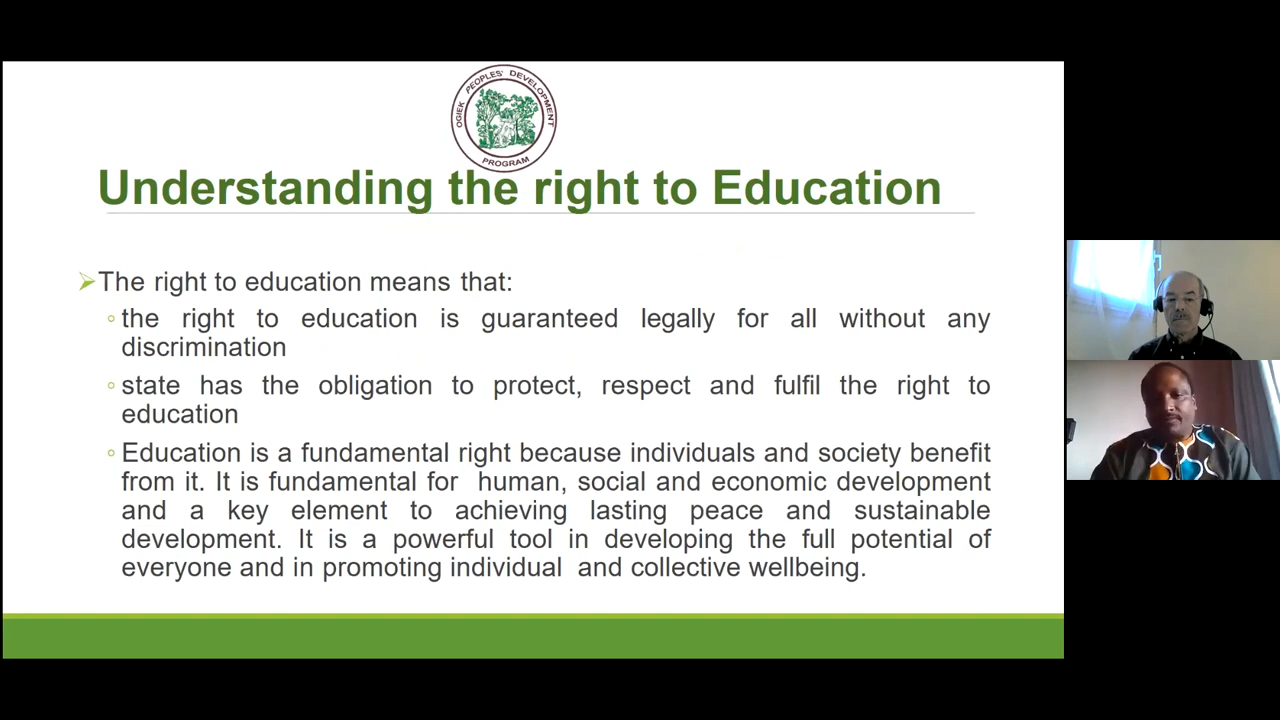 OGIEK PEOPLES' DEVELOPMENT
PROGRAM
Understanding the right to Education
The right to education means that:
the right to education is guaranteed legally for all without any
discrimination
state has the obligation to protect, respect and fulfil the right to
education
Education is a fundamental right because individuals and society benefit
from it. It is fundamental for human, social and economic development
and a key element to achieving lasting peace and sustainable
development. It is a powerful tool in developing the full potential of
everyone and in promoting individual and collective wellbeing.